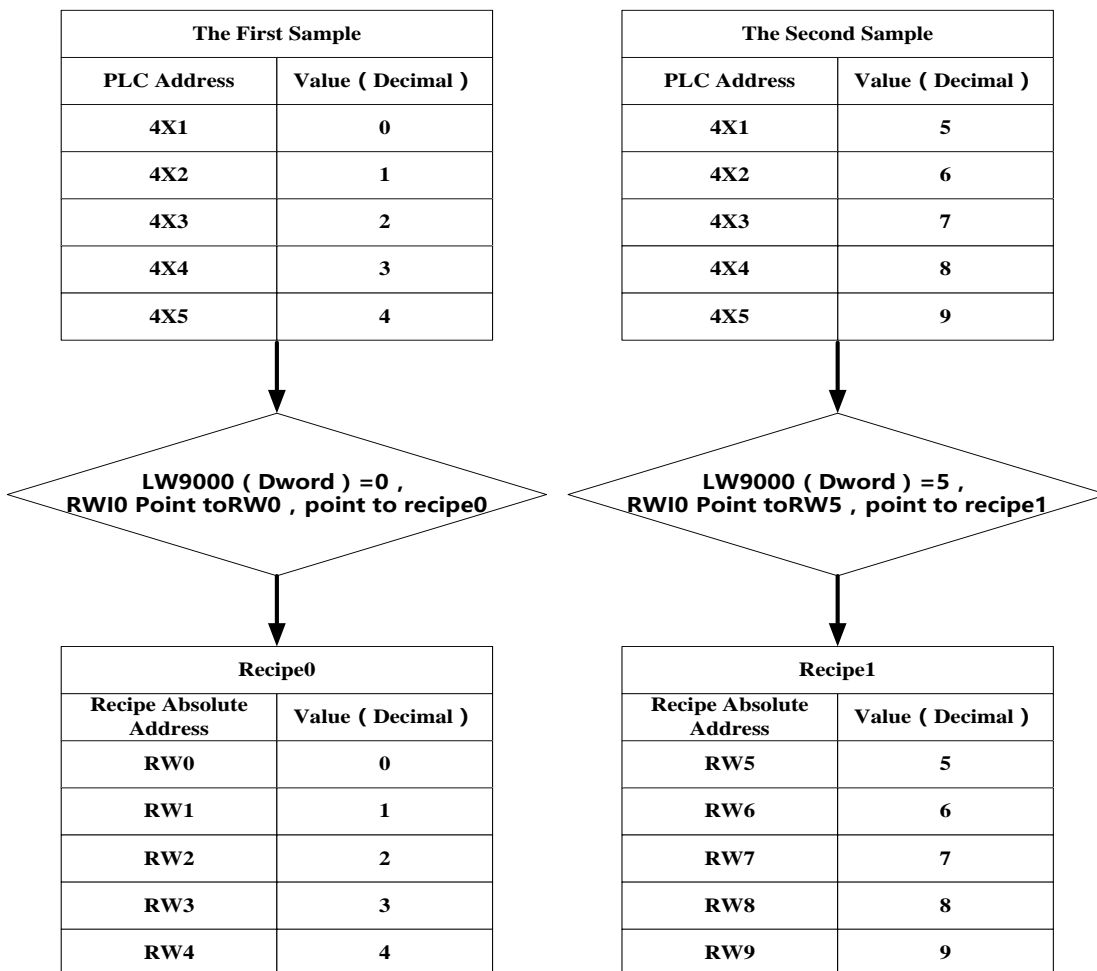 The First Sample
PLC Address Value ( Decimal )
4X1 0
4X2 1
4X3 2
4X4 3
4X5 4
LW9000 ( Dword ) =0 ,
RWI0 Point toRW0 , point to recipe0
Recipe0
Recipe Absolute
Address
Value ( Decimal )
RW0 0
RW1 1
RW2 2
RW3 3
RW4 4
The Second Sample
PLC Address Value ( Decimal )
4X1 5
4X2 6
4X3 7
4X4 8
4X5 9
LW9000 ( Dword ) =5 ,
RWI0 Point toRW5 , point to recipe1
Recipe1
Recipe Absolute
Address
Value ( Decimal )
RW5 5
RW6 6
RW7 7
RW8 8
RW9 9